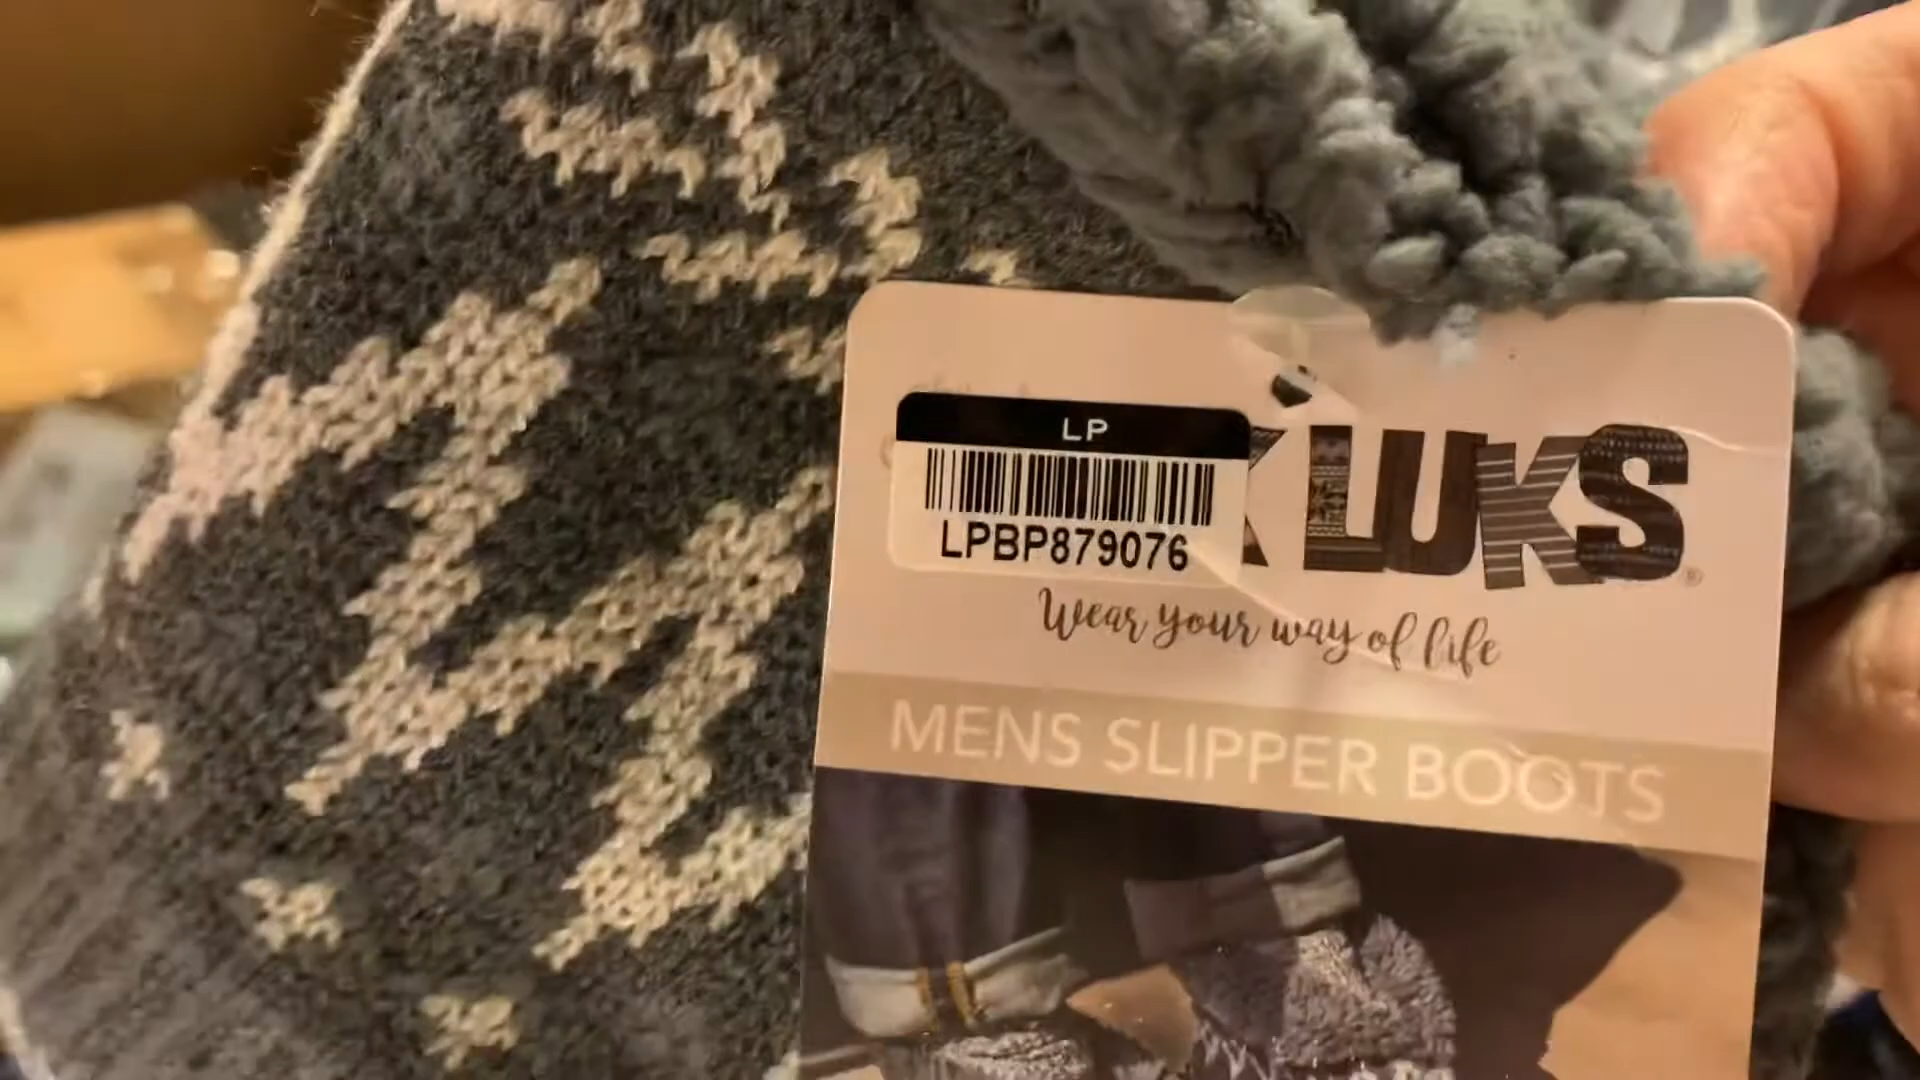 LP
LPBP879076
K LUKS®
Wear your way of life
MENS SLIPPER BOOTS